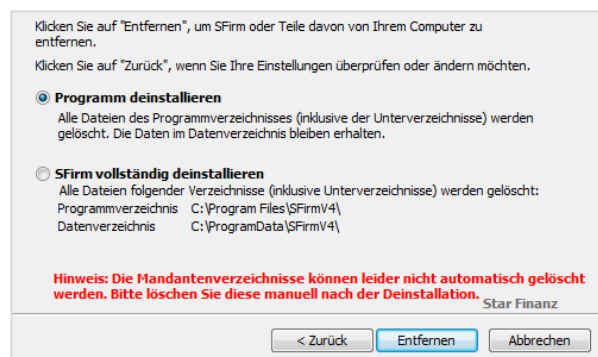 Klicken Sie auf "Entfernen", um SFirm oder Teile davon von Ihrem Computer zu
entfernen.
Klicken Sie auf "Zurück", wenn Sie Ihre Einstellungen überprüfen oder ändern möchten.
Programm deinstallieren
Alle Dateien des Programmverzeichnisses (inklusive der Unterverzeichnisse) werden
gelöscht. Die Daten im Datenverzeichnis bleiben erhalten.
SFirm vollständig deinstallieren
Alle Dateien folgender Verzeichnisse (inklusive Unterverzeichnisse) werden gelöscht:
Programmverzeichnis C:\Program Files\SFirmV4\
Datenverzeichnis C:\ProgramData\SFirmV4\
Hinweis: Die Mandantenverzeichnisse können leider nicht automatisch gelöscht
werden. Bitte löschen Sie diese manuell nach der Deinstallation.
Star Finanz
< Zurück Entfernen Abbrechen